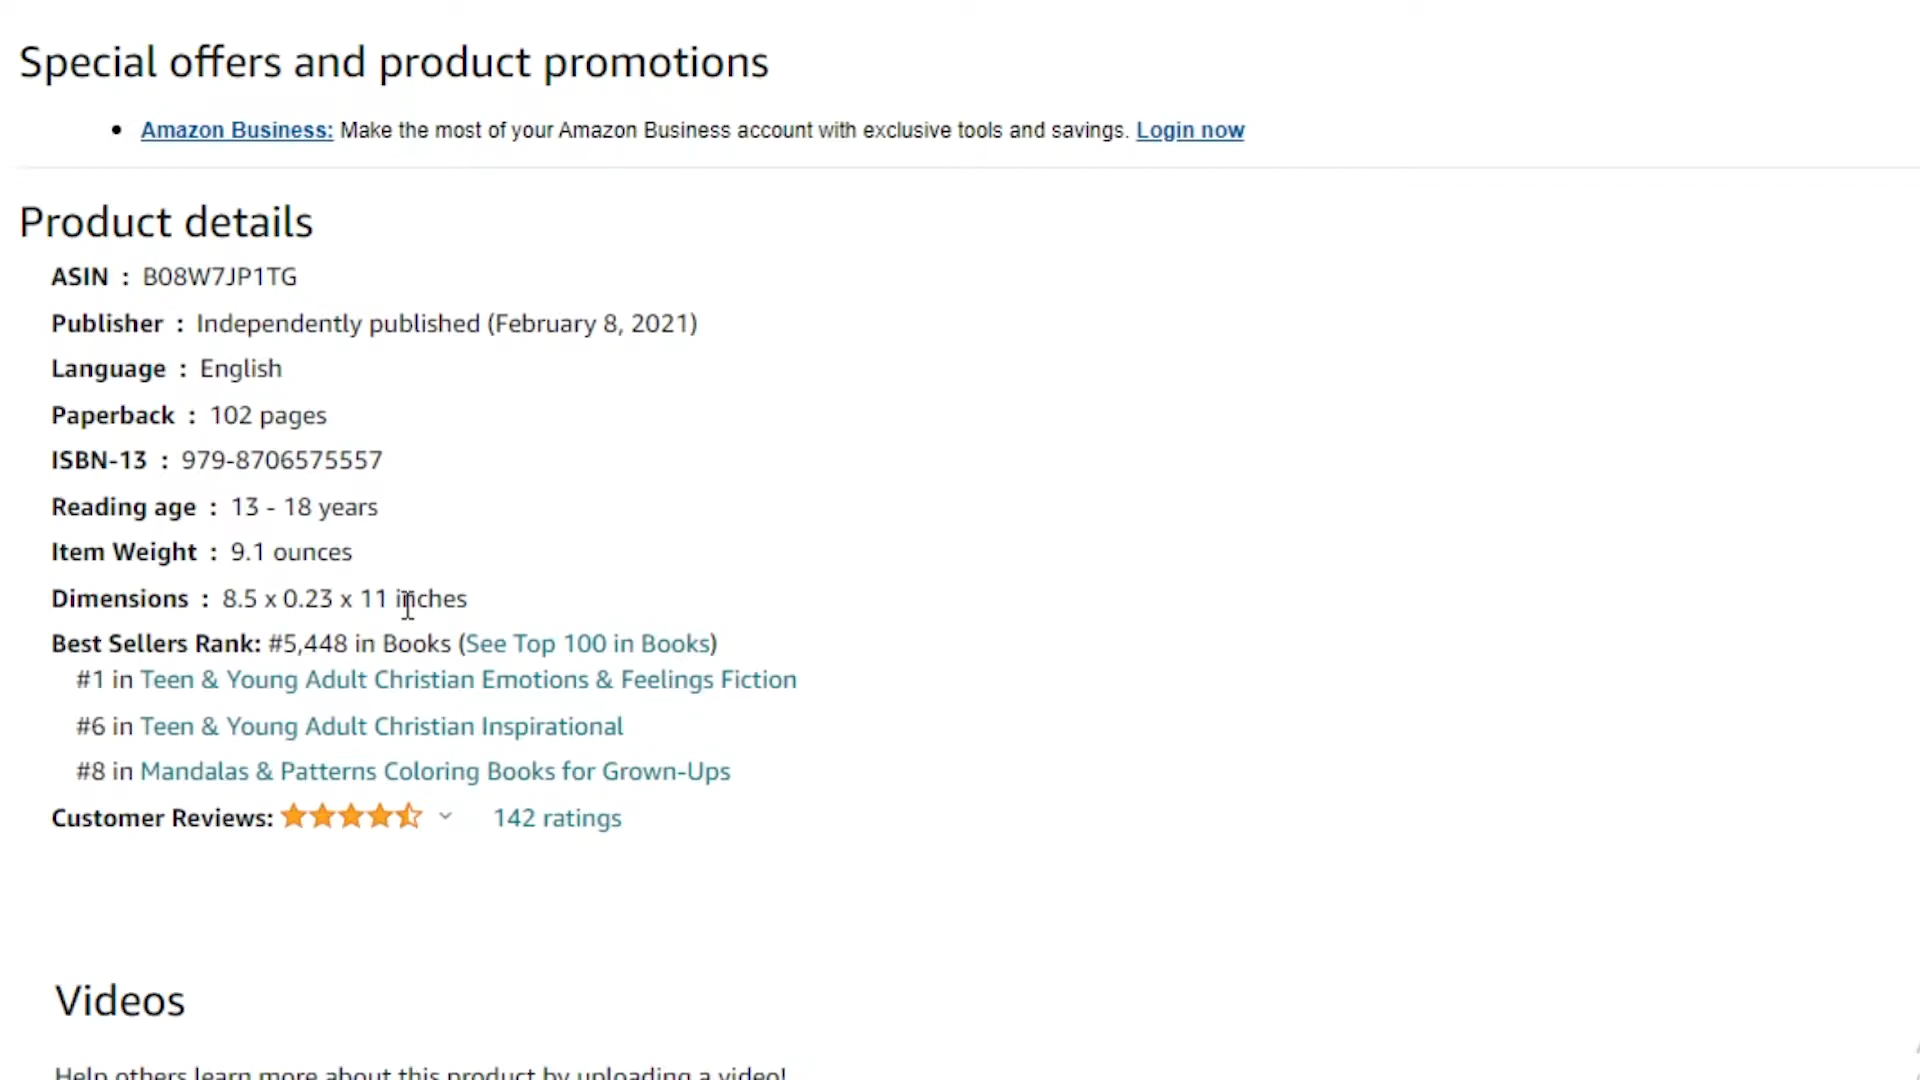 Special offers and product promotions
• Amazon Business: Make the most of your Amazon Business account with exclusive tools and savings. Login now
Product details
ASIN : B08W7JP1TG
Publisher : Independently published (February 8, 2021)
Language : English
Paperback : 102 pages
ISBN-13 : 979-8706575557
Reading age : 13 - 18 years
Item Weight : 9.1 ounces
Dimensions : 8.5 x 0.23 x 11 inches
Best Sellers Rank: #5,448 in Books (See Top 100 in Books)
#1 in Teen & Young Adult Christian Emotions & Feelings Fiction
#6 in Teen & Young Adult Christian Inspirational
#8 in Mandalas & Patterns Coloring Books for Grown-Ups
Customer Reviews: 142 ratings
Videos
Help others learn more about this product by uploading a video!